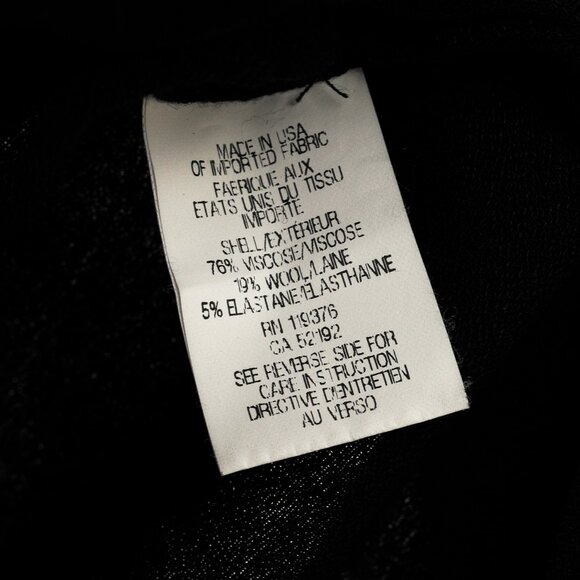 MADE IN USA
OF IMPORTED FABRIC
FABRIQUE AUX
ETATS UNIS DU TISSU
IMPORTE
SHELL/EXTÉRIEUR
76% VISCOSE/VISCOSE
19% WOOL/LAINE
5% ELASTANE/ELASTHANNE
RN 119376
CA 52192
SEE REVERSE SIDE FOR
CARE INSTRUCTION
DIRECTIVE D'ENTRETIEN
AU VERSO